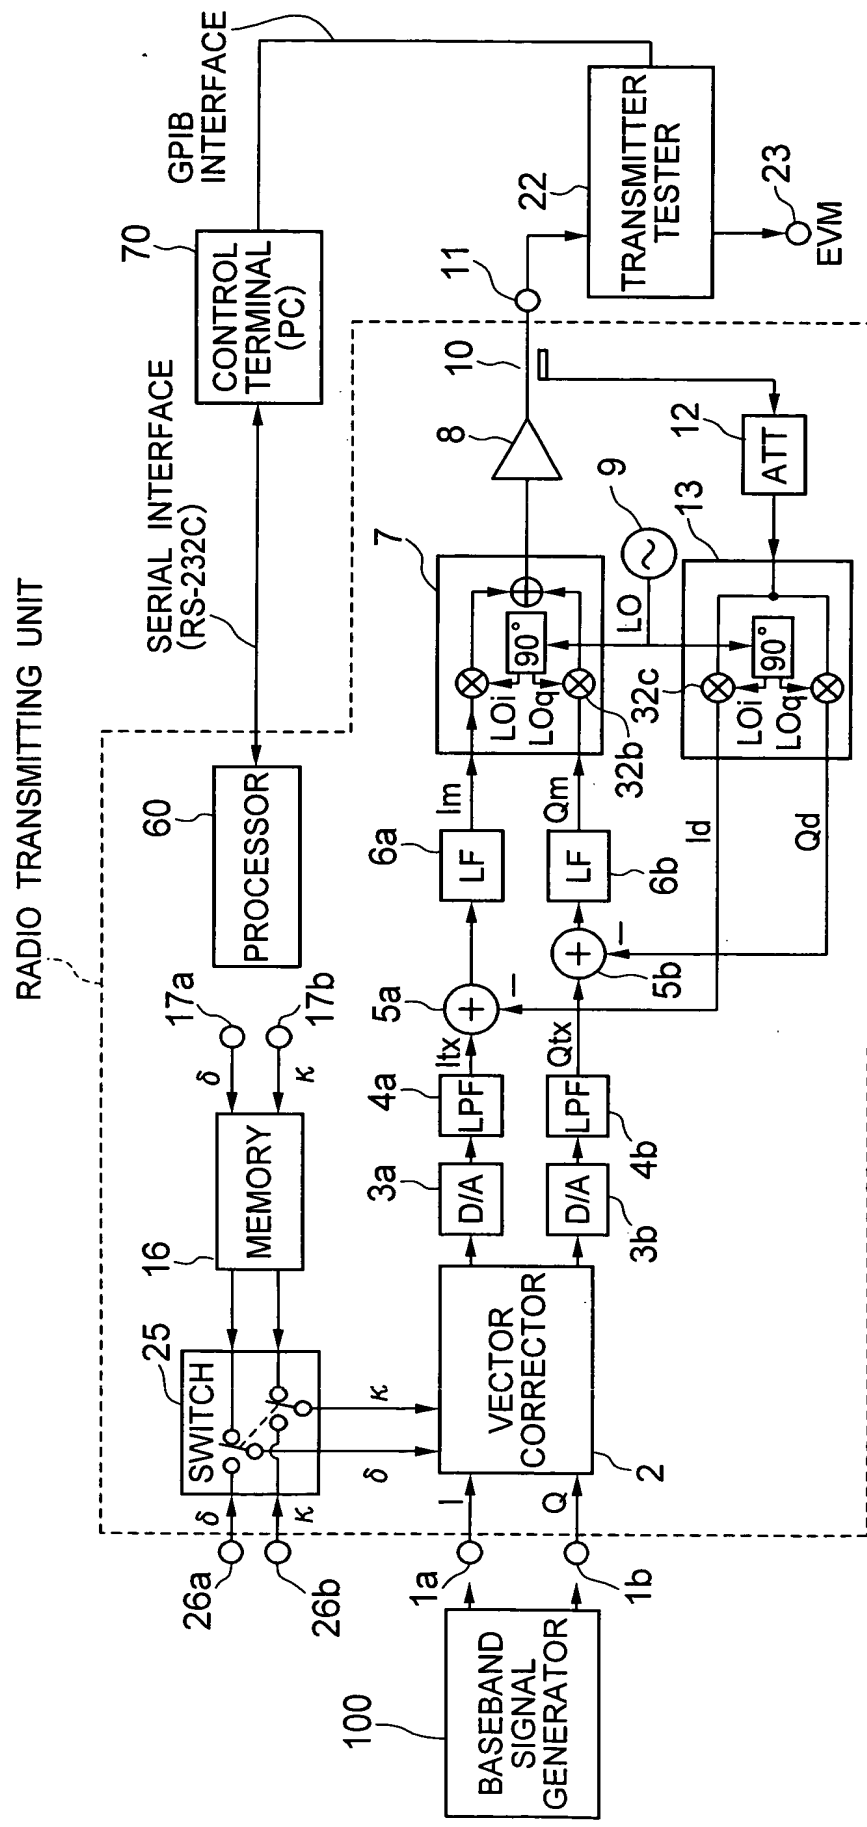 RADIO TRANSMITTING UNIT
SERIAL INTERFACE
(RS-232C)
GPIB
INTERFACE
26a
δ
26b
κ
25
SWITCH
δ
κ
16
MEMORY
δ
κ
17a
17b
60
PROCESSOR
70
CONTROL
TERMINAL
(PC)
100
BASEBAND
SIGNAL
GENERATOR
1a
1b
I
Q
VECTOR
CORRECTOR
2
3a
D/A
D/A
3b
4a
LPF
LPF
4b
Itx
Qtx
5a
+
−
+
−
5b
6a
LF
LF
6b
Im
Qm
7
90°
LOi
LOq
32b
8
10
11
9
LO
22
TRANSMITTER
TESTER
23
EVM
12
ATT
13
90°
LOi
LOq
32c
Id
Qd